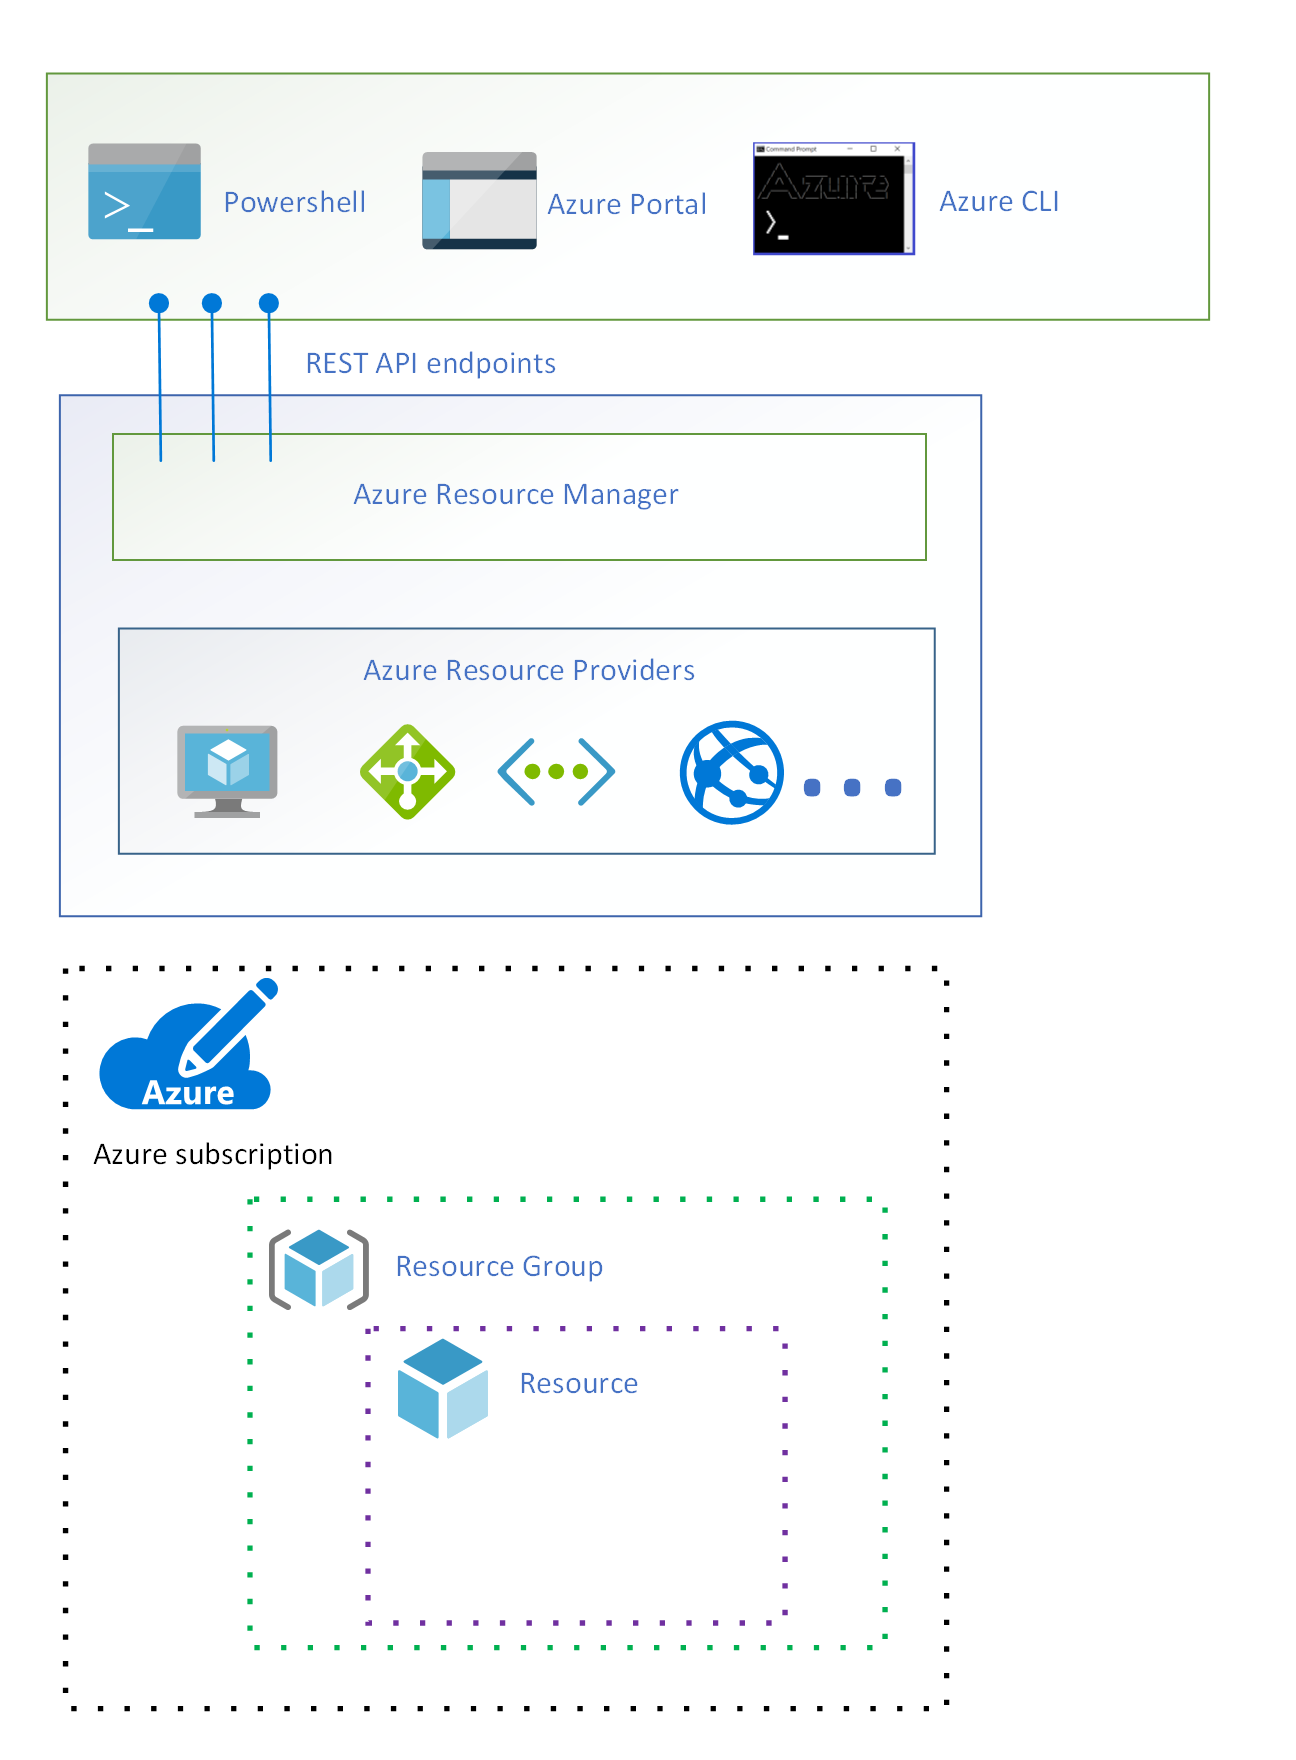 Powershell
Azure Portal
Command Prompt
Azure
Azure CLI
REST API endpoints
Azure Resource Manager
Azure Resource Providers
Azure
Azure subscription
Resource Group
Resource